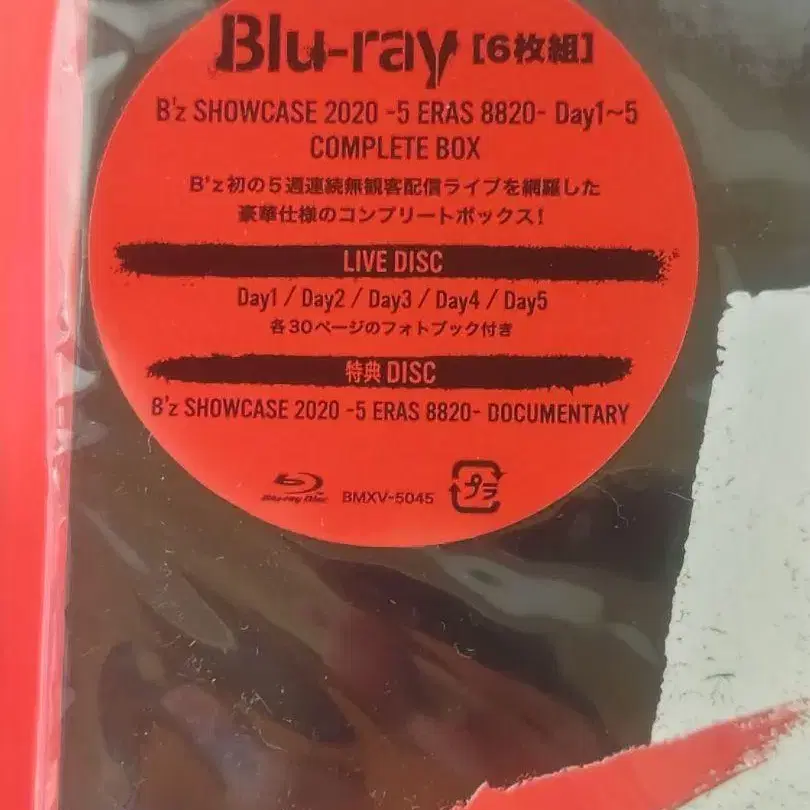 Blu-ray [6枚組]
B'z SHOWCASE 2020 -5 ERAS 8820- Day1~5
COMPLETE BOX
B'z初の5週連続無観客配信ライブを網羅した
豪華仕様のコンプリートボックス!
LIVE DISC
Day1 / Day2 / Day3 / Day4 / Day5
各30ページのフォトブック付き
特典 DISC
B'z SHOWCASE 2020 -5 ERAS 8820- DOCUMENTARY
Blu-ray Disc BMXV-5045 プラ